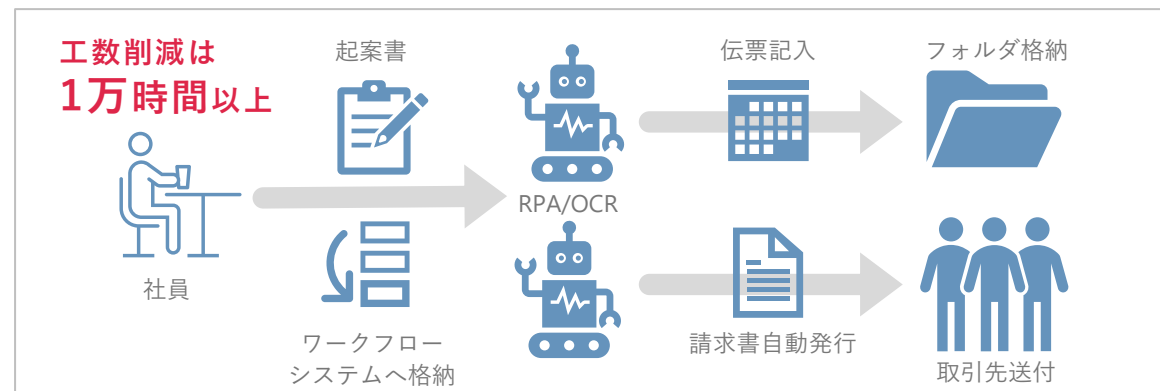 工数削減は
1万時間以上
起案書
伝票記入
フォルダ格納
RPA/OCR
社員
ワークフロー
システムへ格納
請求書自動発行
取引先送付